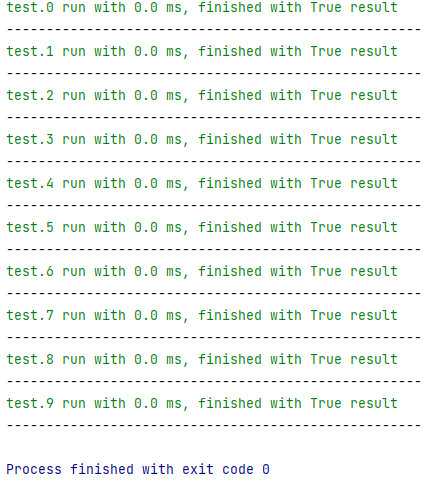 test.0 run with 0.0 ms, finished with True result
----------------------------------------------------
test.1 run with 0.0 ms, finished with True result
----------------------------------------------------
test.2 run with 0.0 ms, finished with True result
----------------------------------------------------
test.3 run with 0.0 ms, finished with True result
----------------------------------------------------
test.4 run with 0.0 ms, finished with True result
----------------------------------------------------
test.5 run with 0.0 ms, finished with True result
----------------------------------------------------
test.6 run with 0.0 ms, finished with True result
----------------------------------------------------
test.7 run with 0.0 ms, finished with True result
----------------------------------------------------
test.8 run with 0.0 ms, finished with True result
----------------------------------------------------
test.9 run with 0.0 ms, finished with True result
----------------------------------------------------
Process finished with exit code 0